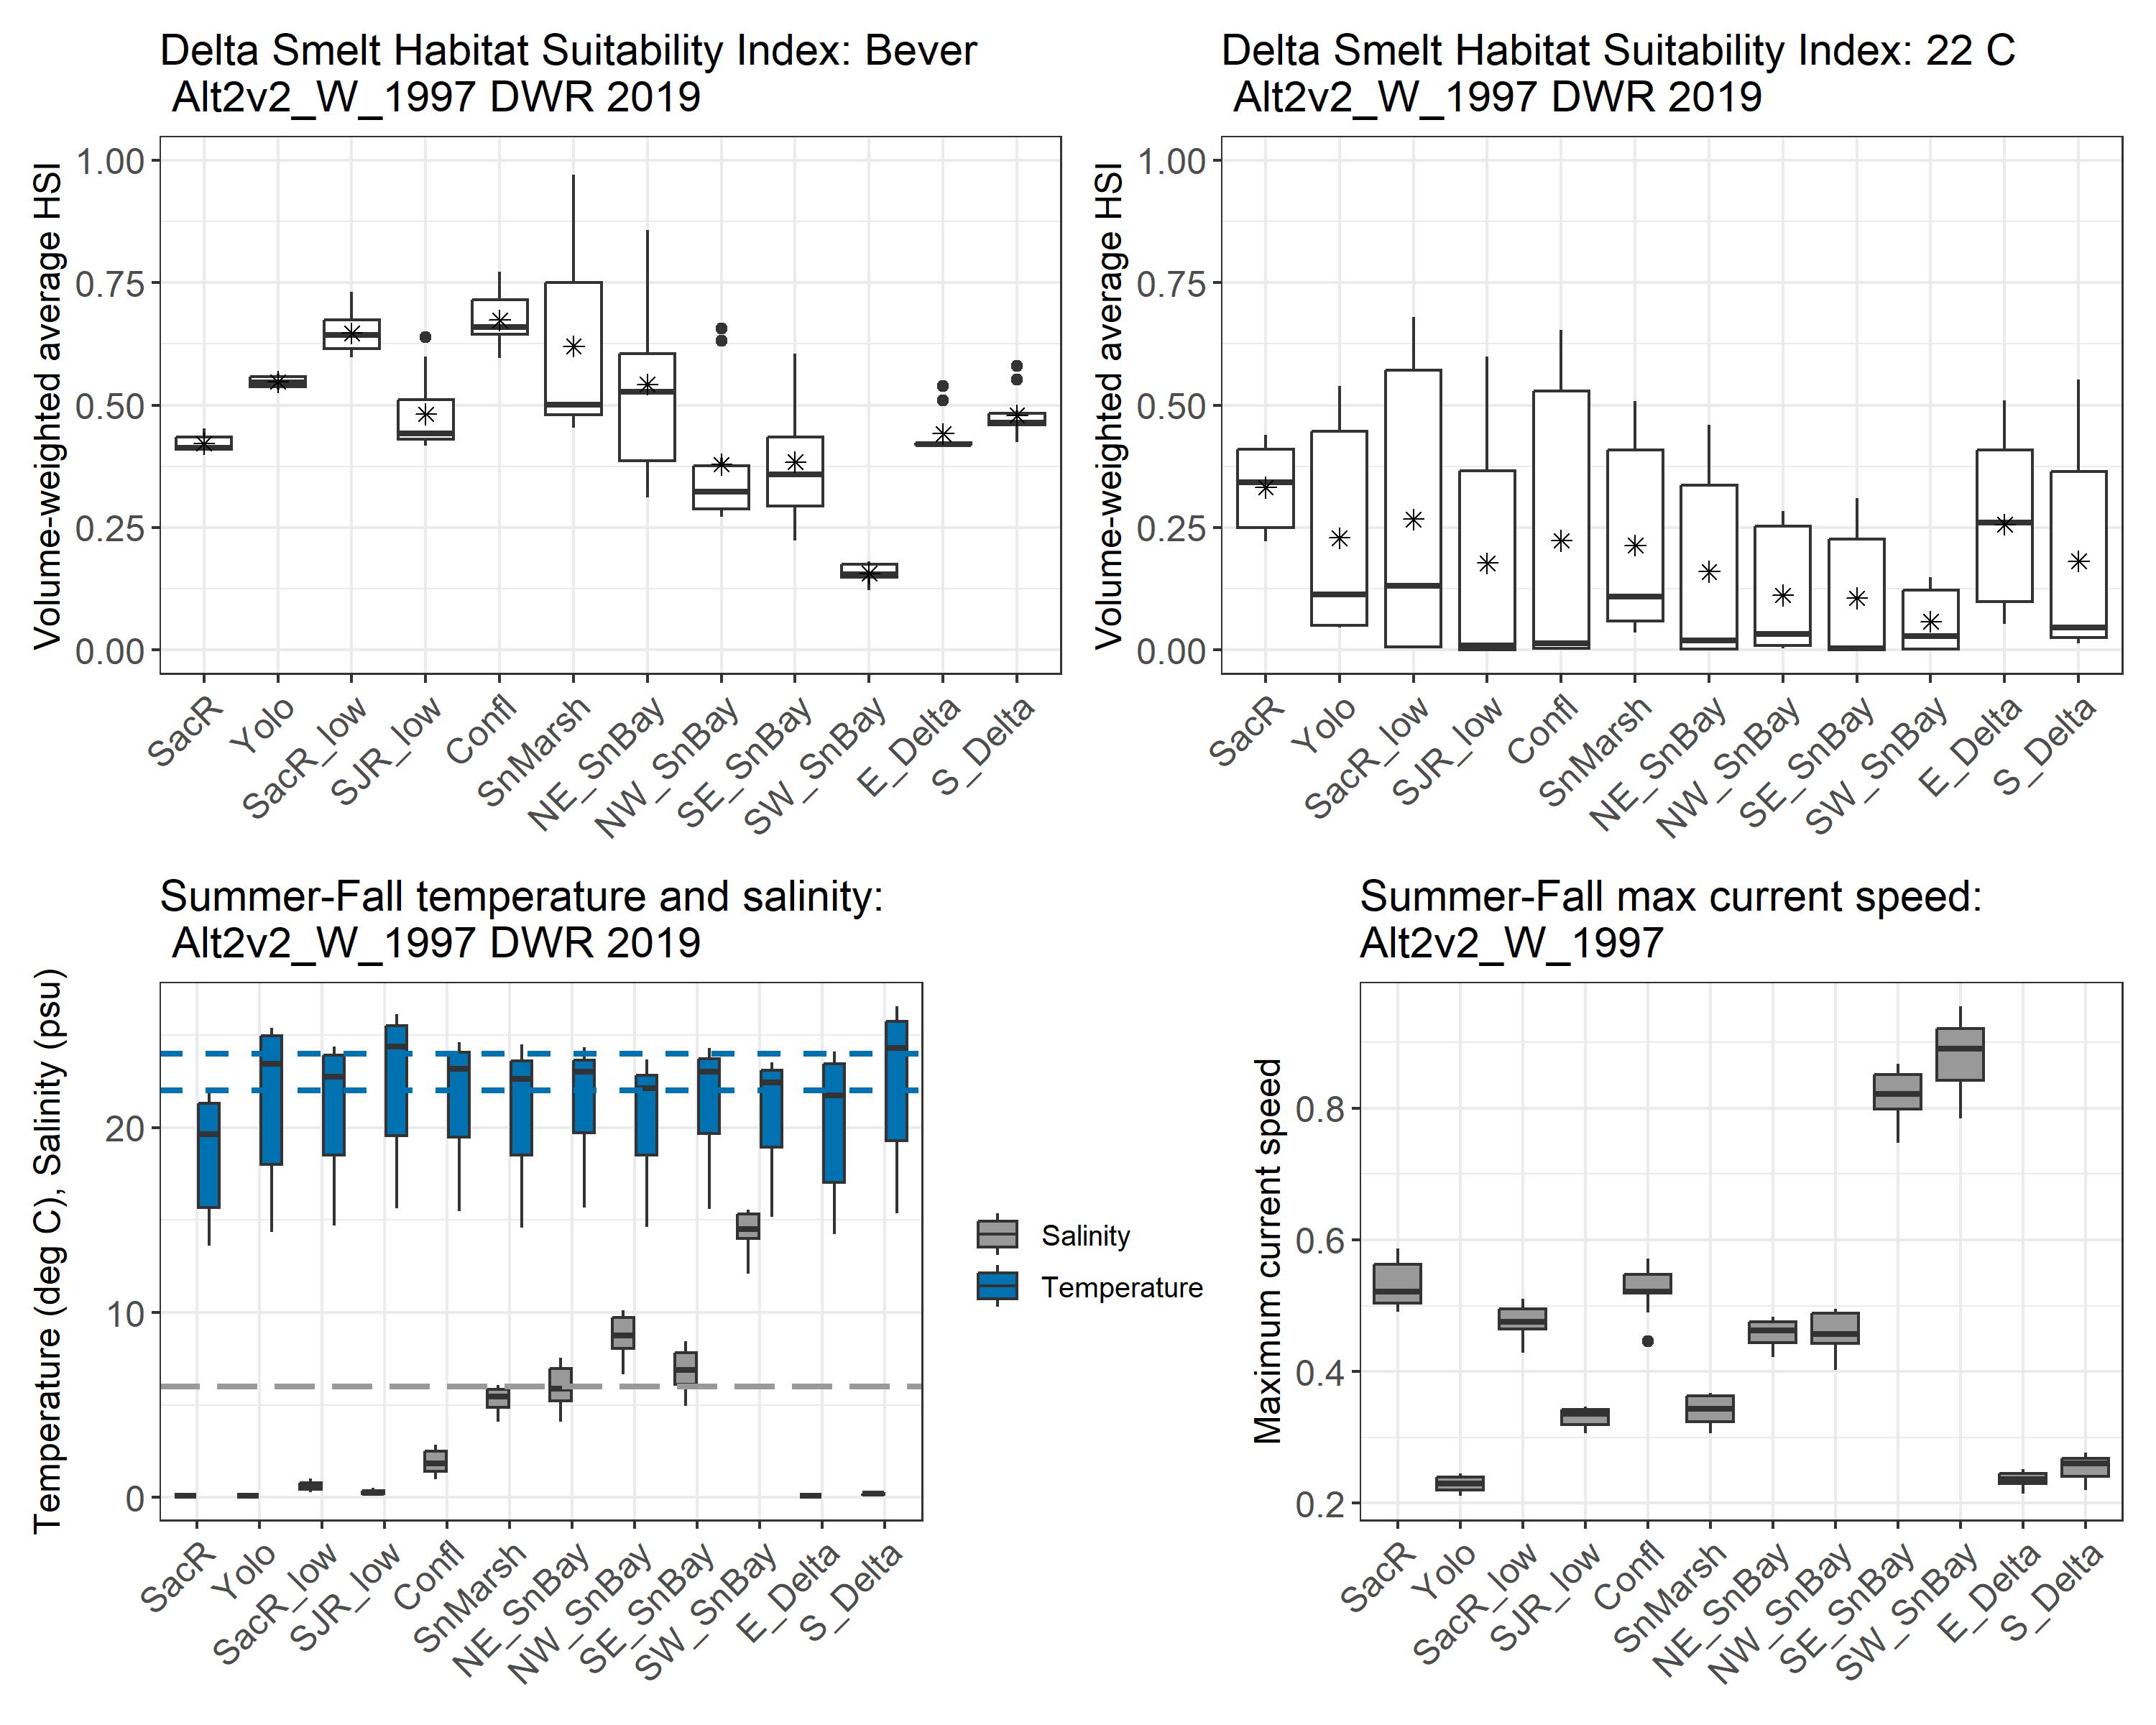 Delta Smelt Habitat Suitability Index: Bever
Alt2v2_W_1997 DWR 2019
Volume-weighted average HSI
1.00
0.75
0.50
0.25
0.00
SacR
Yolo
SacR_low
SJR_low
Confl
SnMarsh
NE_SnBay
NW_SnBay
SE_SnBay
SW_SnBay
E_Delta
S_Delta
Delta Smelt Habitat Suitability Index: 22 C
Alt2v2_W_1997 DWR 2019
Volume-weighted average HSI
1.00
0.75
0.50
0.25
0.00
SacR
Yolo
SacR_low
SJR_low
Confl
SnMarsh
NE_SnBay
NW_SnBay
SE_SnBay
SW_SnBay
E_Delta
S_Delta
Summer-Fall temperature and salinity:
Alt2v2_W_1997 DWR 2019
Temperature (deg C), Salinity (psu)
20
10
0
SacR
Yolo
SacR_low
SJR_low
Confl
SnMarsh
NE_SnBay
NW_SnBay
SE_SnBay
SW_SnBay
E_Delta
S_Delta
Salinity
Temperature
Summer-Fall max current speed:
Alt2v2_W_1997
Maximum current speed
0.8
0.6
0.4
0.2
SacR
Yolo
SacR_low
SJR_low
Confl
SnMarsh
NE_SnBay
NW_SnBay
SE_SnBay
SW_SnBay
E_Delta
S_Delta